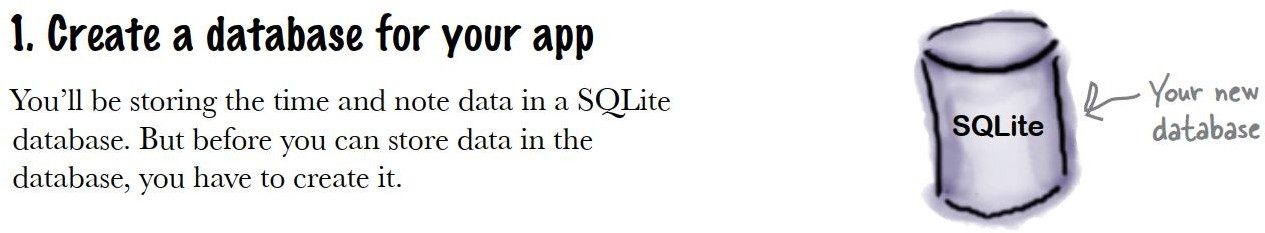 1. Create a database for your app
You'll be storing the time and note data in a SQLite
database. But before you can store data in the
database, you have to create it.
SQLite
Your new
database